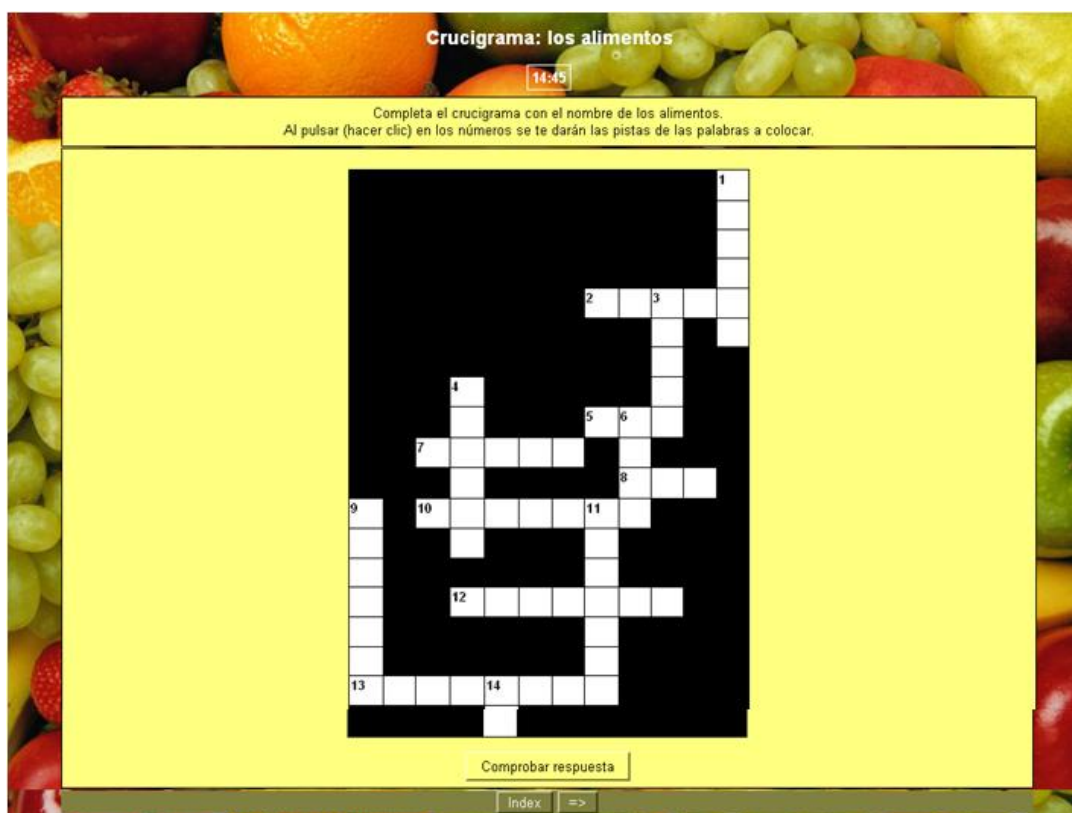 Crucigrama: los alimentos
14:45
Completa el crucigrama con el nombre de los alimentos.
Al pulsar (hacer clic) en los números se te darán las pistas de las palabras a colocar.
1
2 3
4
5 6
7
8
9 10 11
12
13 14
Comprobar respuesta
Index =>